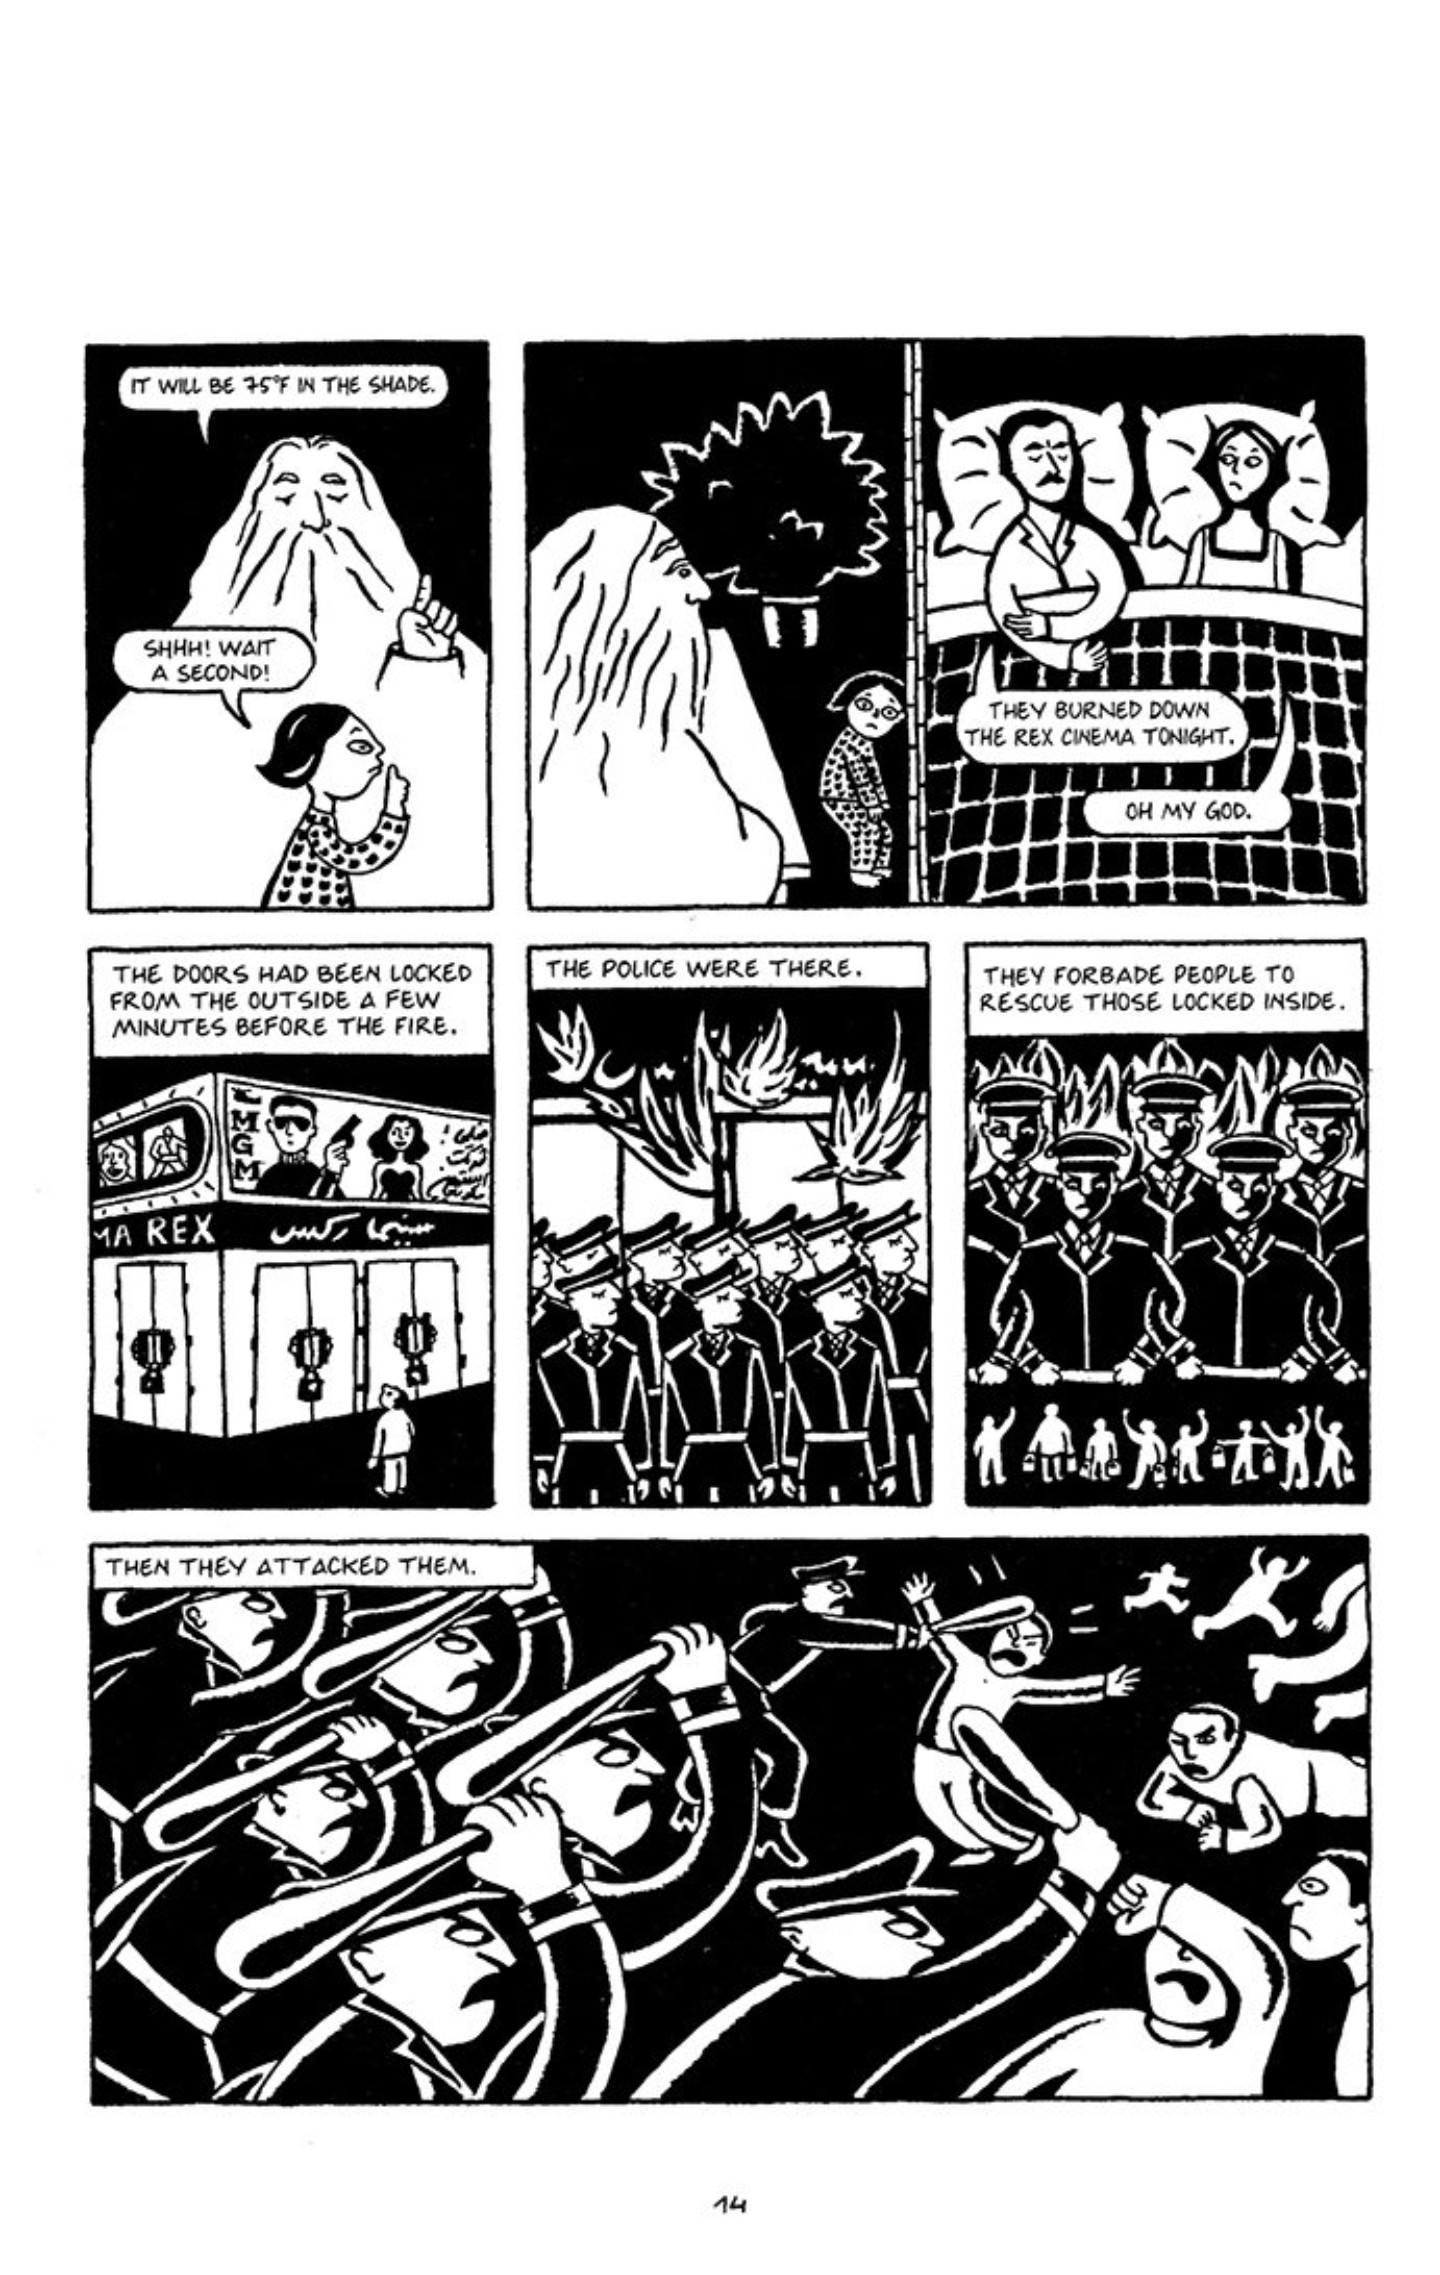 IT WILL BE 75°F IN THE SHADE.
SHHH! WAIT
A SECOND!
THEY BURNED DOWN
THE REX CINEMA TONIGHT.
OH MY GOD.
THE DOORS HAD BEEN LOCKED
FROM THE OUTSIDE A FEW
MINUTES BEFORE THE FIRE.
MGM
MA REX
سینما رکس
THE POLICE WERE THERE.
THEY FORBADE PEOPLE TO
RESCUE THOSE LOCKED INSIDE.
THEN THEY ATTACKED THEM.
14